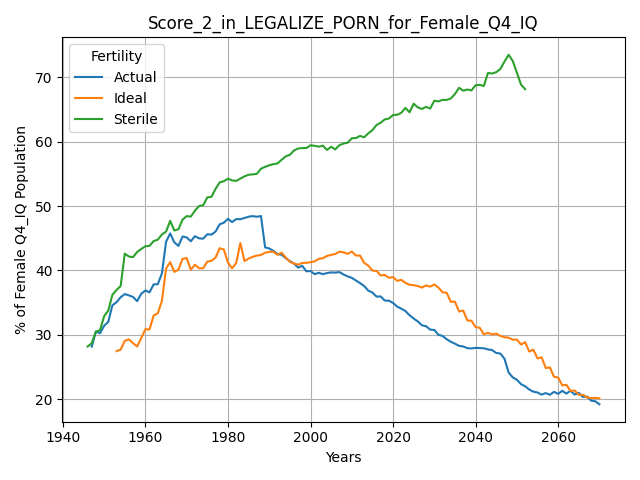 Score_2_in_LEGALIZE_PORN_for_Female_Q4_IQ
Fertility
Actual
Ideal
Sterile
% of Female Q4_IQ Population
70
60
50
40
30
20
1940 1960 1980 2000 2020 2040 2060
Years